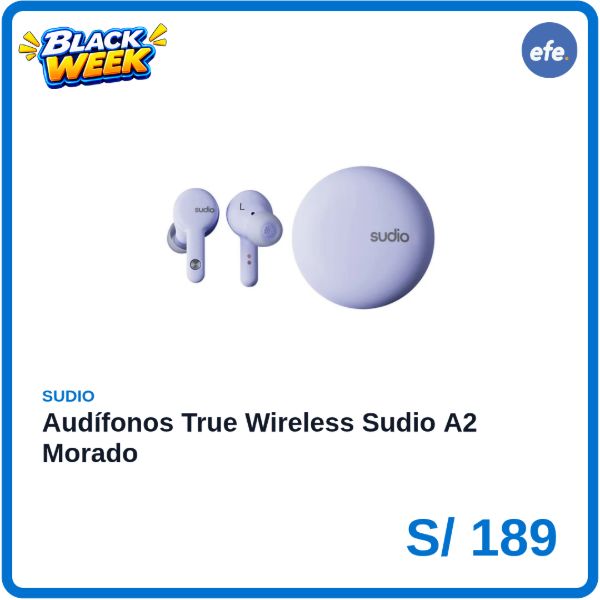 BLACK
WEEK
efe.
sudio
L
sudio
SUDIO
Audífonos True Wireless Sudio A2
Morado
S/ 189